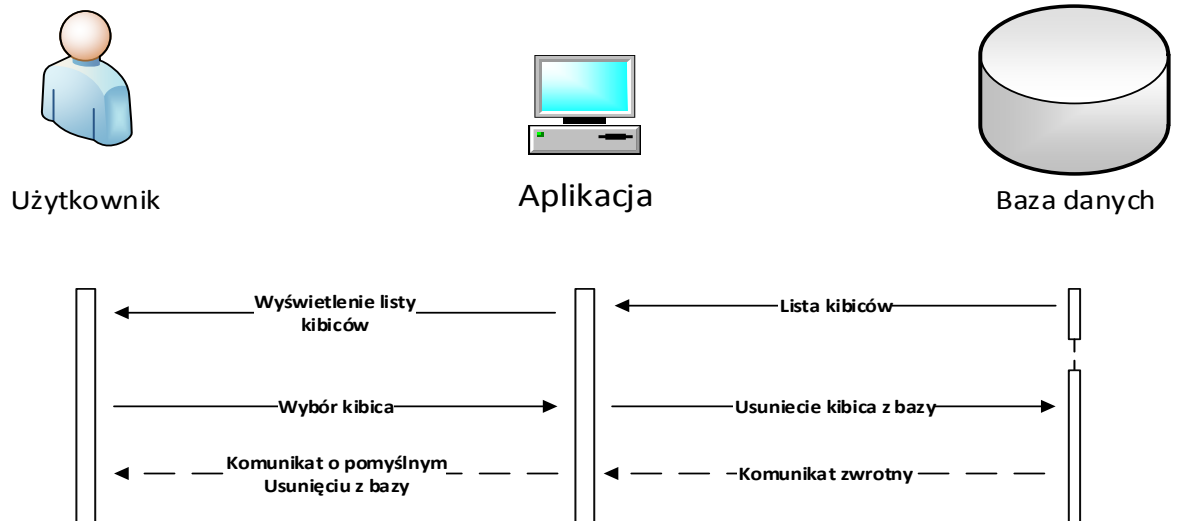 Użytkownik
Aplikacja
Baza danych
Wyświetlenie listy
kibiców
Lista kibiców
Wybór kibica
Usuniecie kibica z bazy
Komunikat o pomyślnym
Usunięciu z bazy
Komunikat zwrotny